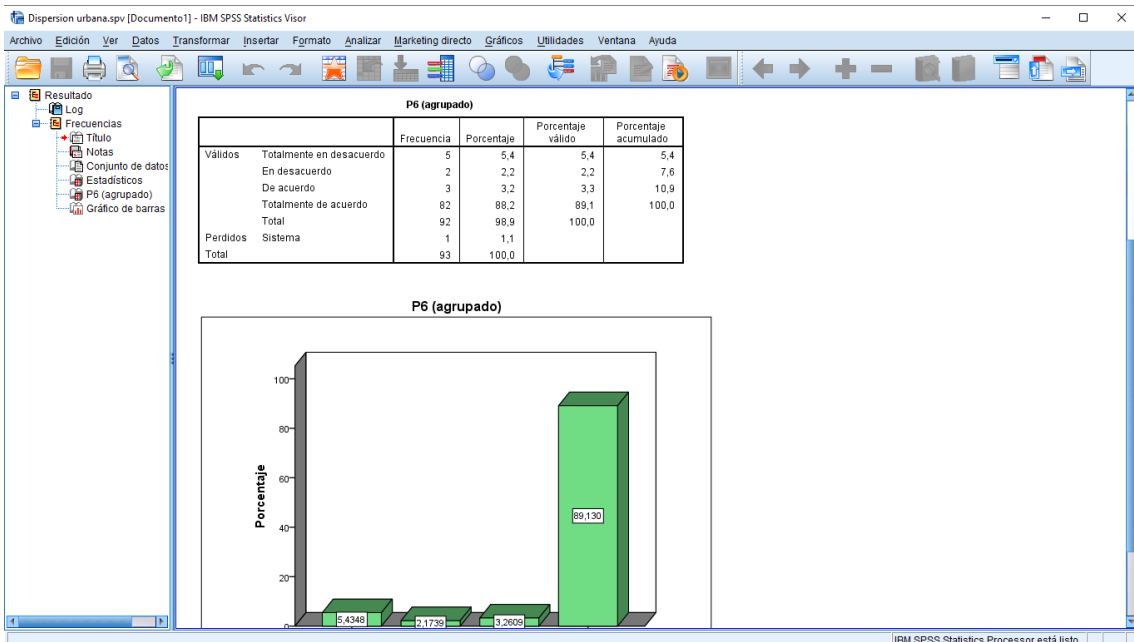 Dispersion urbana.spv [Documento1] - IBM SPSS Statistics Visor
Archivo Edición Ver Datos Transformar Insertar Formato Analizar Marketing directo Gráficos Utilidades Ventana Ayuda
Resultado
Log
Frecuencias
Título
Notas
Conjunto de datos
Estadísticos
P6 (agrupado)
Gráfico de barras
P6 (agrupado)
Frecuencia Porcentaje Porcentaje válido Porcentaje acumulado
Válidos Totalmente en desacuerdo 5 5,4 5,4 5,4
En desacuerdo 2 2,2 2,2 7,6
De acuerdo 3 3,2 3,3 10,9
Totalmente de acuerdo 82 88,2 89,1 100,0
Total 92 98,9 100,0
Perdidos Sistema 1 1,1
Total 93 100,0
P6 (agrupado)
Porcentaje
100
80
60
40
20
0
5,4348 2,1739 3,2609 89,130
IBM SPSS Statistics Processor está listo